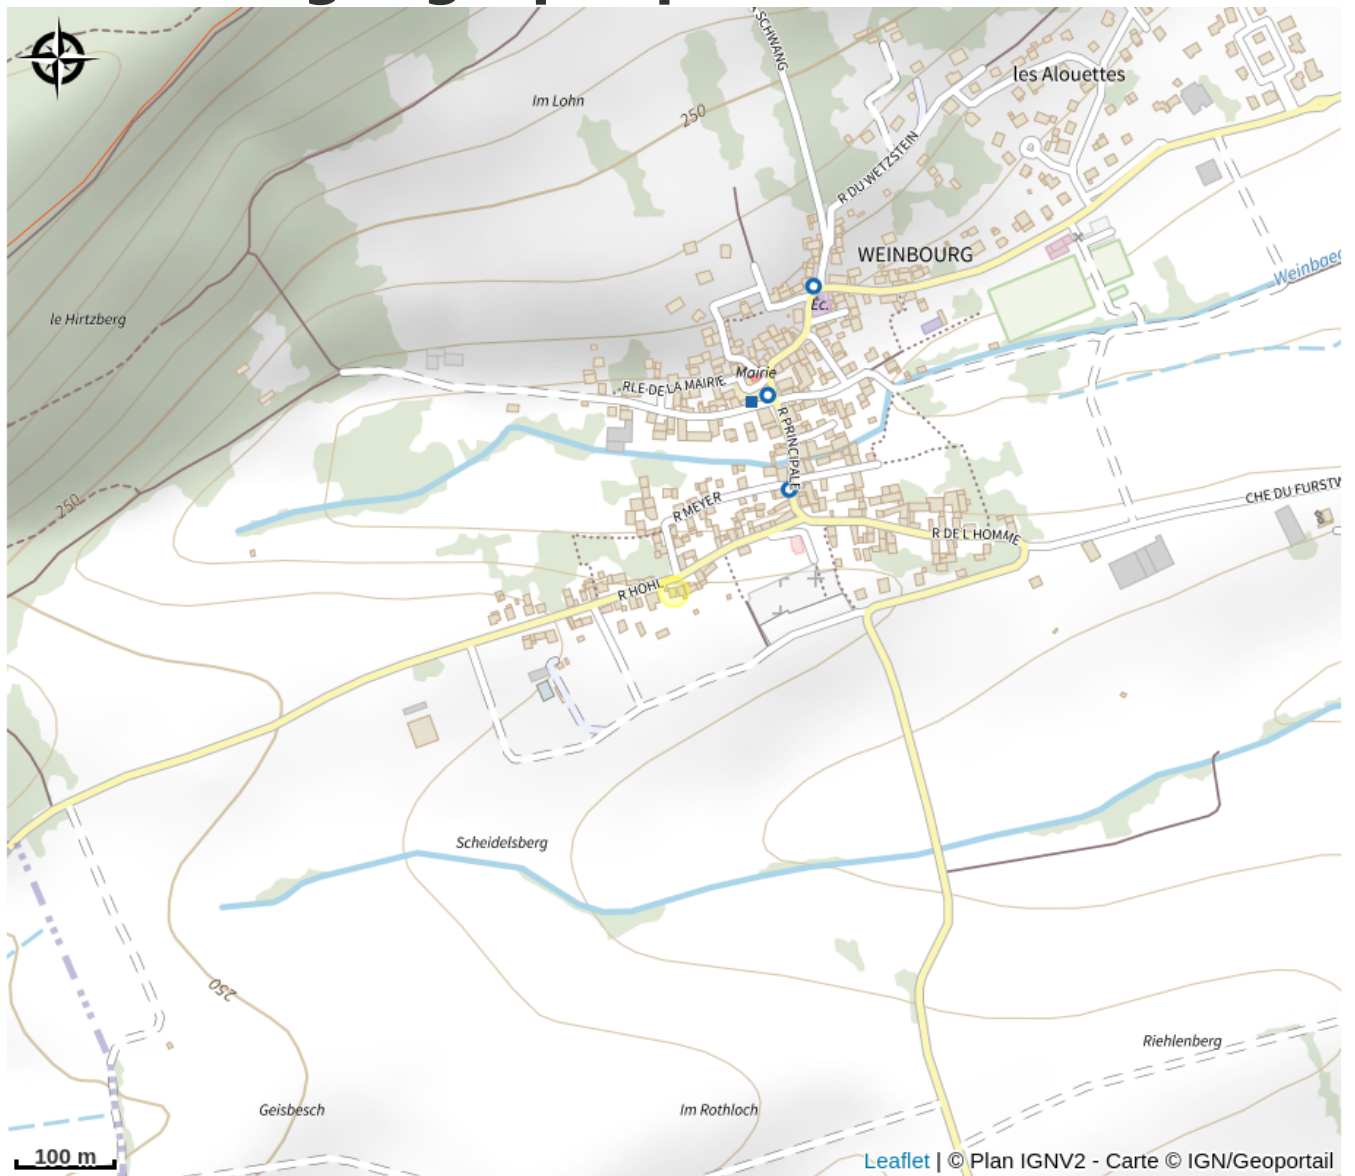 SCHWANG
les Alouettes
Im Lohn
250
R DU WETZSTEIN
WEINBOURG
Weinbaec
Éc.
le Hirtzberg
Mairie
RLE DE LA MAIRIE
R PRINCIPALE
250
R MEYER
CHE DU FURSTW
R DE L HOMME
R HOHL
Scheidelsberg
250
Riehlenberg
Geisbesch
Im Rothloch
100 m
Leaflet | © Plan IGNV2 - Carte © IGN/Geoportail